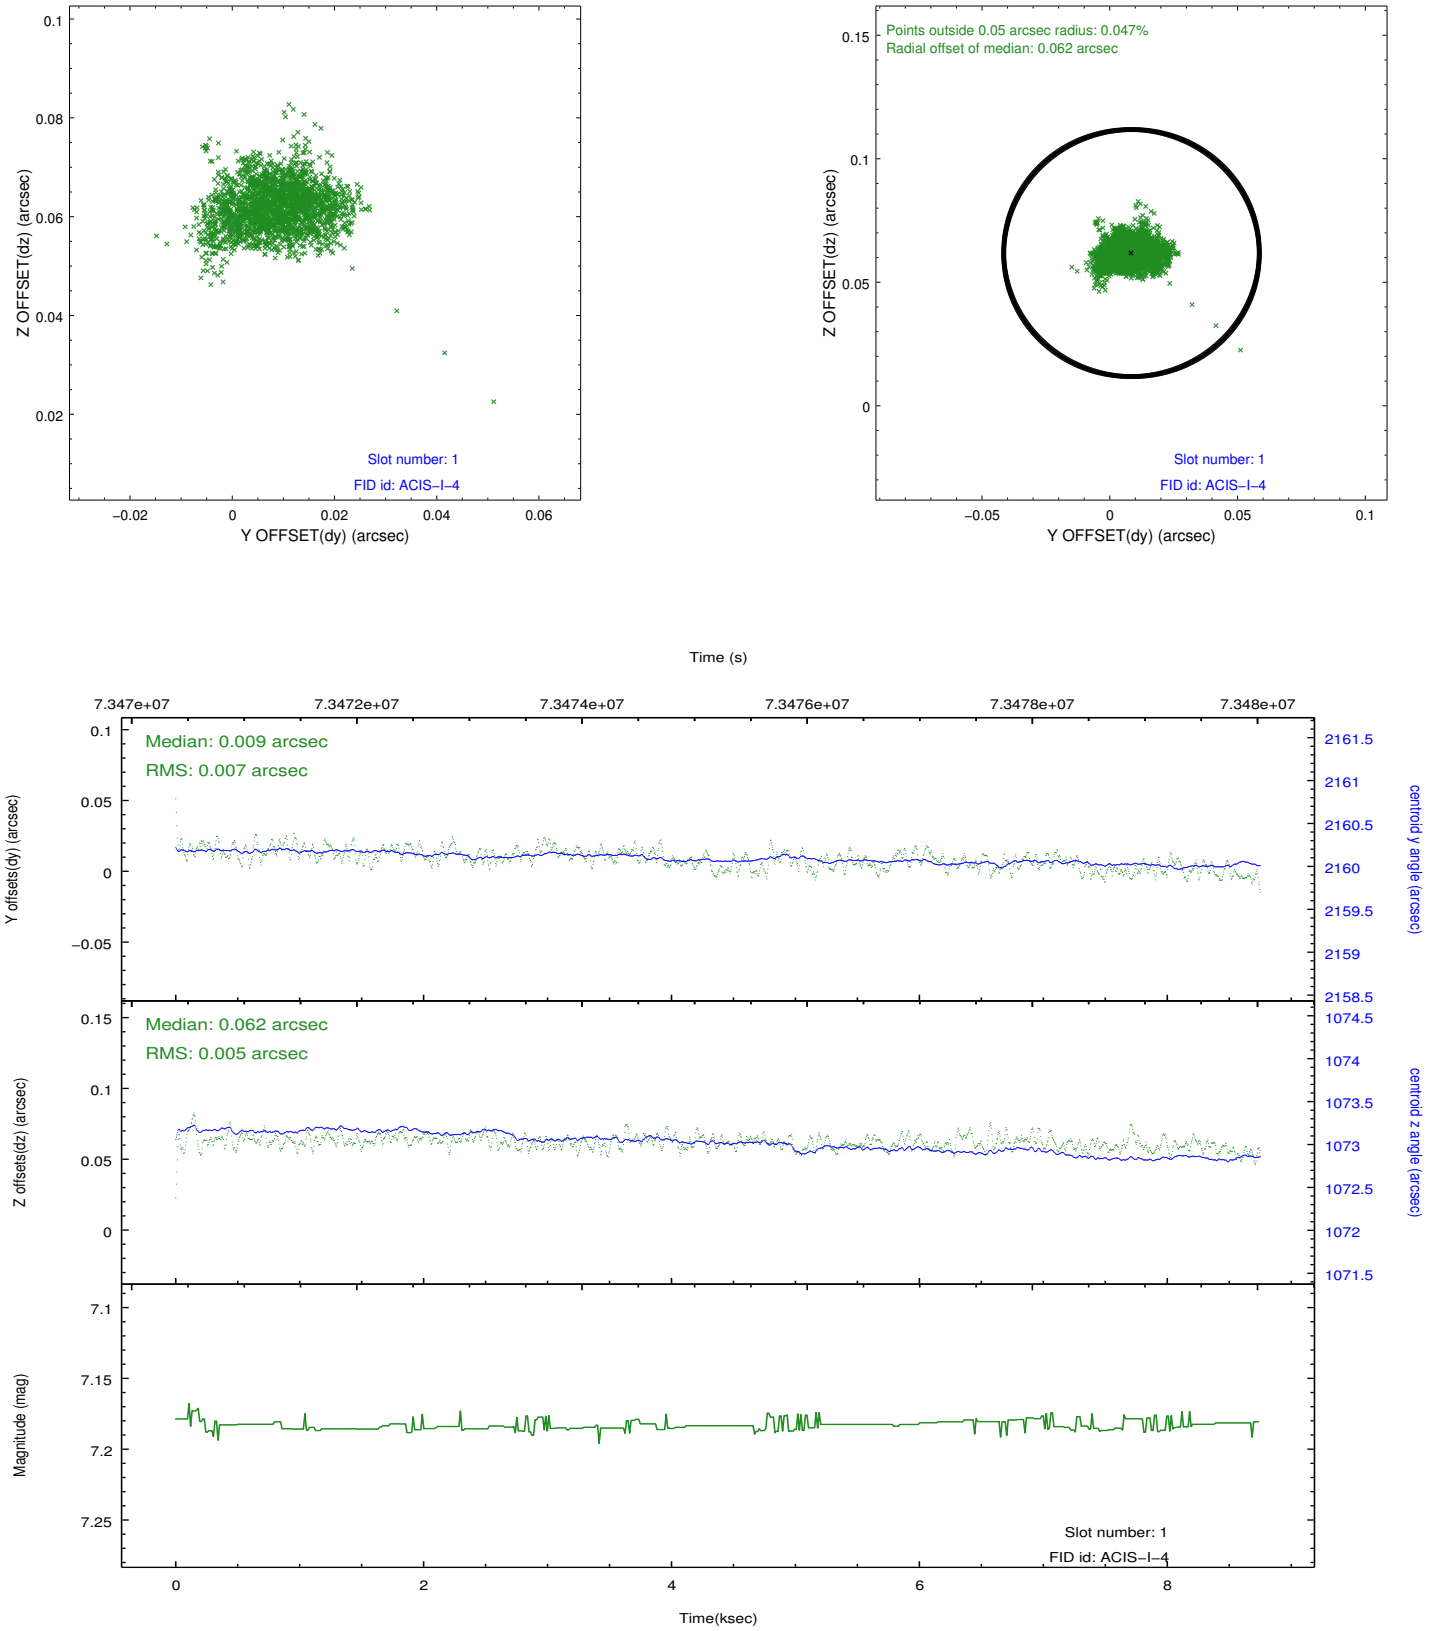 0.1
0.08
0.06
0.04
0.02
Z OFFSET(dz) (arcsec)
Slot number: 1
FID id: ACIS−I−4
−0.02 0 0.02 0.04 0.06
Y OFFSET(dy) (arcsec)
Points outside 0.05 arcsec radius: 0.047%
Radial offset of median: 0.062 arcsec
0.15
0.1
0.05
0
Z OFFSET(dz) (arcsec)
Slot number: 1
FID id: ACIS−I−4
−0.05 0 0.05 0.1
Y OFFSET(dy) (arcsec)
Time (s)
7.347e+07 7.3472e+07 7.3474e+07 7.3476e+07 7.3478e+07 7.348e+07
Median: 0.009 arcsec
RMS: 0.007 arcsec
0.1
0.05
0
−0.05
Y offsets(dy) (arcsec)
2161.5
2161
2160.5
2160
2159.5
2159
2158.5
centroid y angle (arcsec)
Median: 0.062 arcsec
RMS: 0.005 arcsec
0.15
0.1
0.05
0
Z offsets(dz) (arcsec)
1074.5
1074
1073.5
1073
1072.5
1072
1071.5
centroid z angle (arcsec)
7.1
7.15
7.2
7.25
Magnitude (mag)
Slot number: 1
FID id: ACIS−I−4
0 2 4 6 8
Time(ksec)